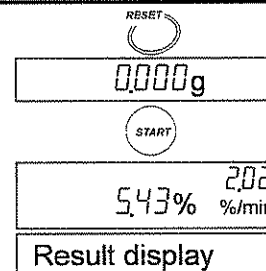 RESET
0.000g
START
2.02
5.43% %/min
Result display